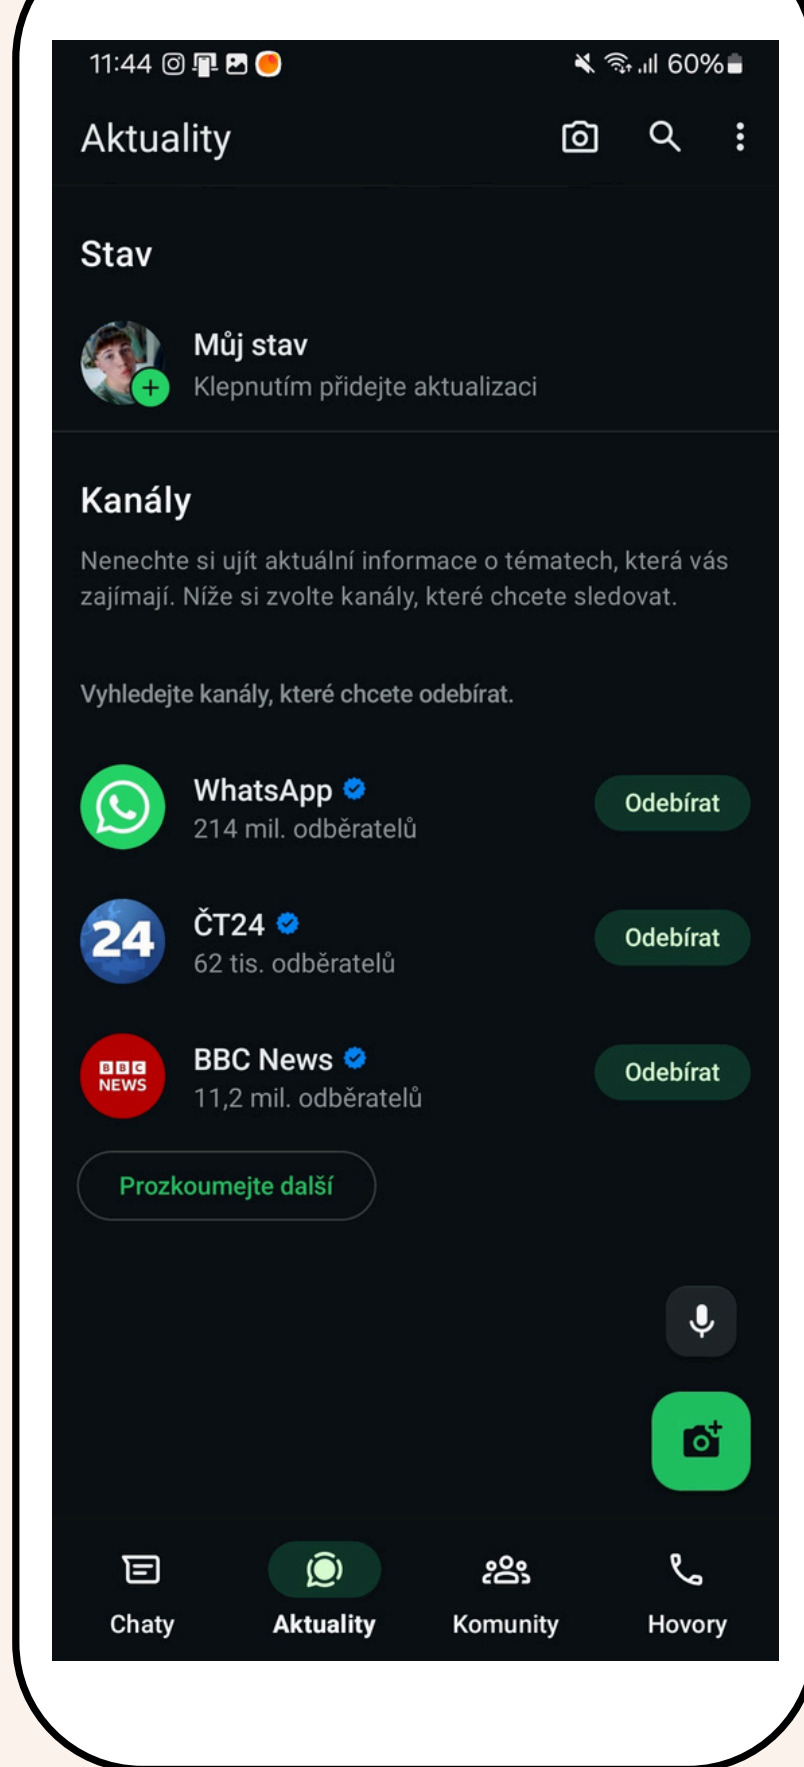 11:44
60%
Aktuality
Stav
Můj stav
Klepnutím přidejte aktualizaci
Kanály
Nenechte si ujít aktuální informace o tématech, která vás
zajímají. Níže si zvolte kanály, které chcete sledovat.
Vyhledejte kanály, které chcete odebírat.
WhatsApp
214 mil. odběratelů
Odebírat
24
ČT24
62 tis. odběratelů
Odebírat
BBC
NEWS
BBC News
11,2 mil. odběratelů
Odebírat
Prozkoumejte další
Chaty
Aktuality
Komunity
Hovory